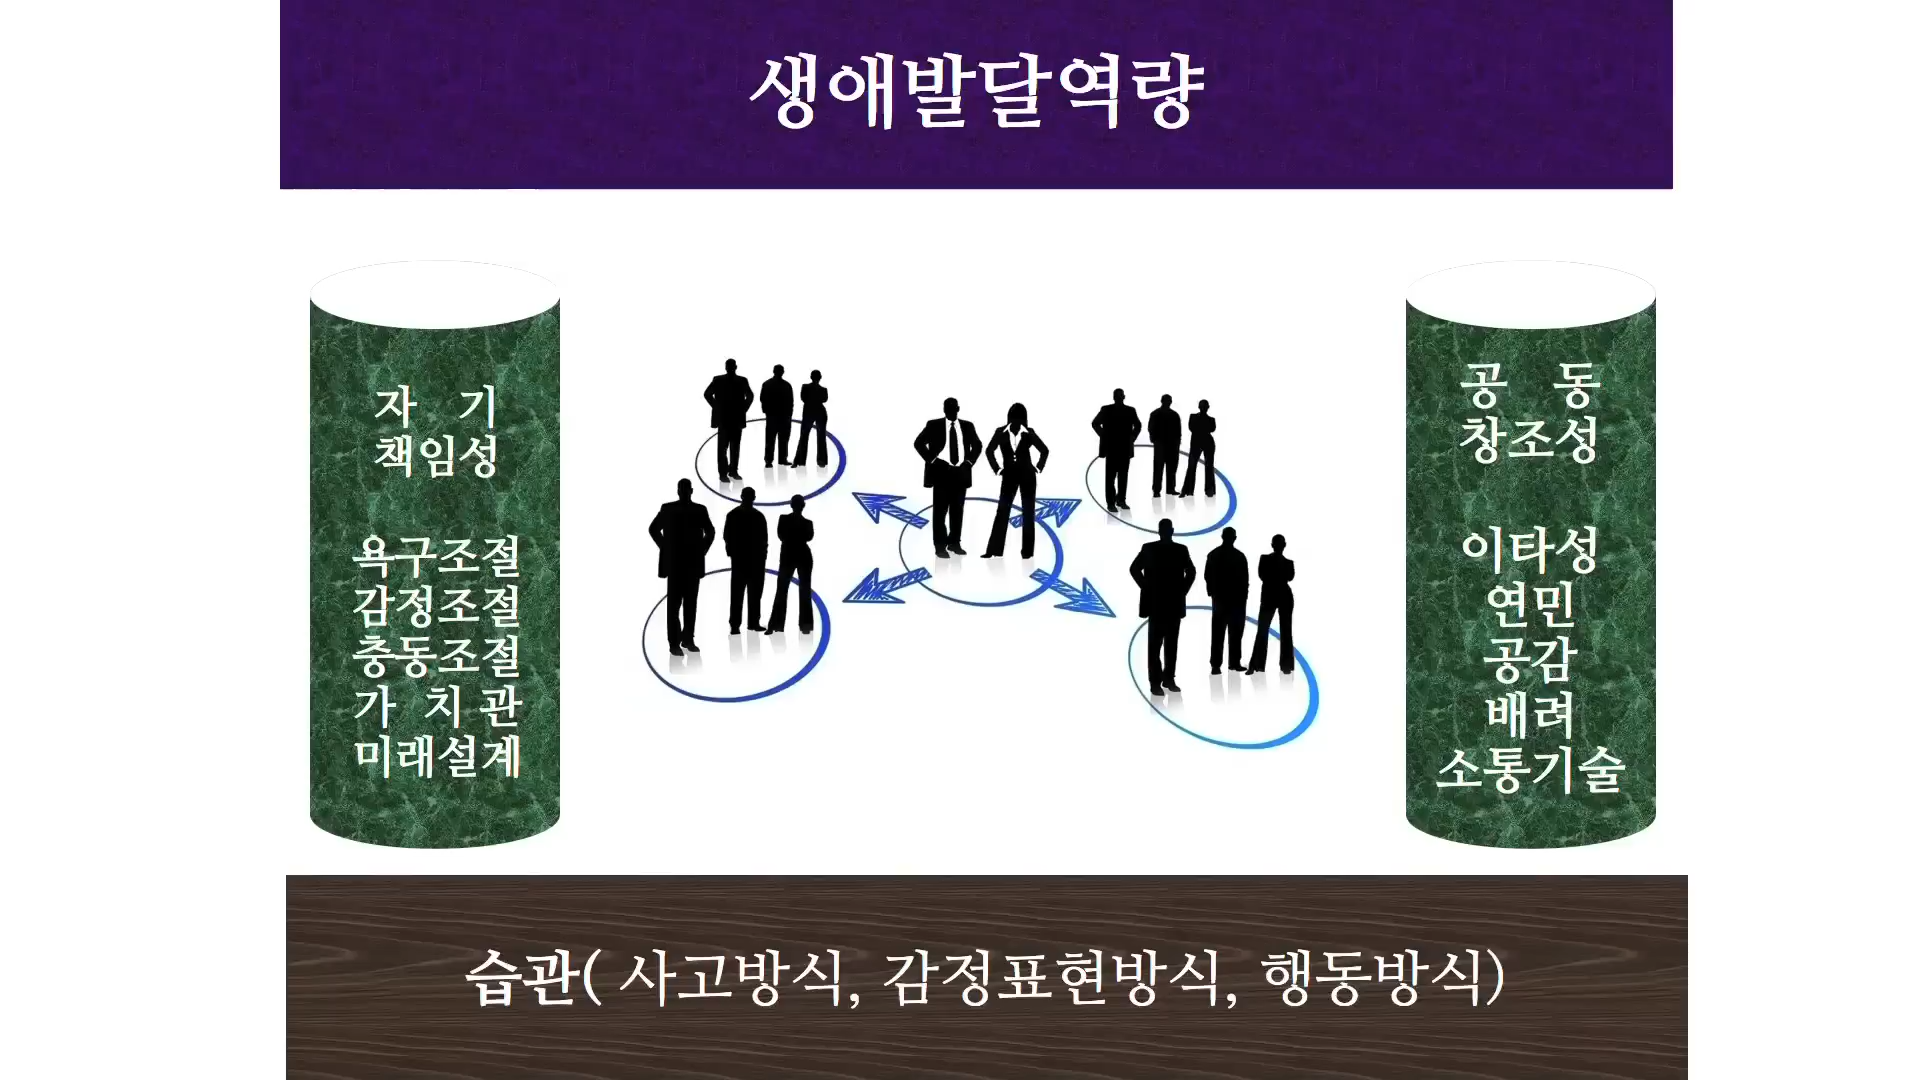 생애발달역량
자 기
책임성
욕구조절
감정조절
충동조절
가 치 관
미래설계
공 동
창조성
이타성
연민
공감
배려
소통기술
습관( 사고방식, 감정표현방식, 행동방식)